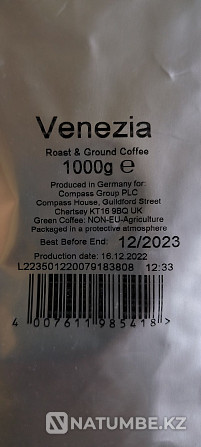 Venezia
Roast & Ground Coffee
1000g ℮
Produced in Germany for:
Compass Group PLC
Compass House, Guildford Street
Chertsey KT16 9BQ UK
Green Coffee: NON-EU-Agriculture
Packaged in a protective atmosphere
Best Before End: 12/2023
Production date: 16.12.2022
L223501220079183808 12:33
4 007611 985418 >
NATUMBE.KZ